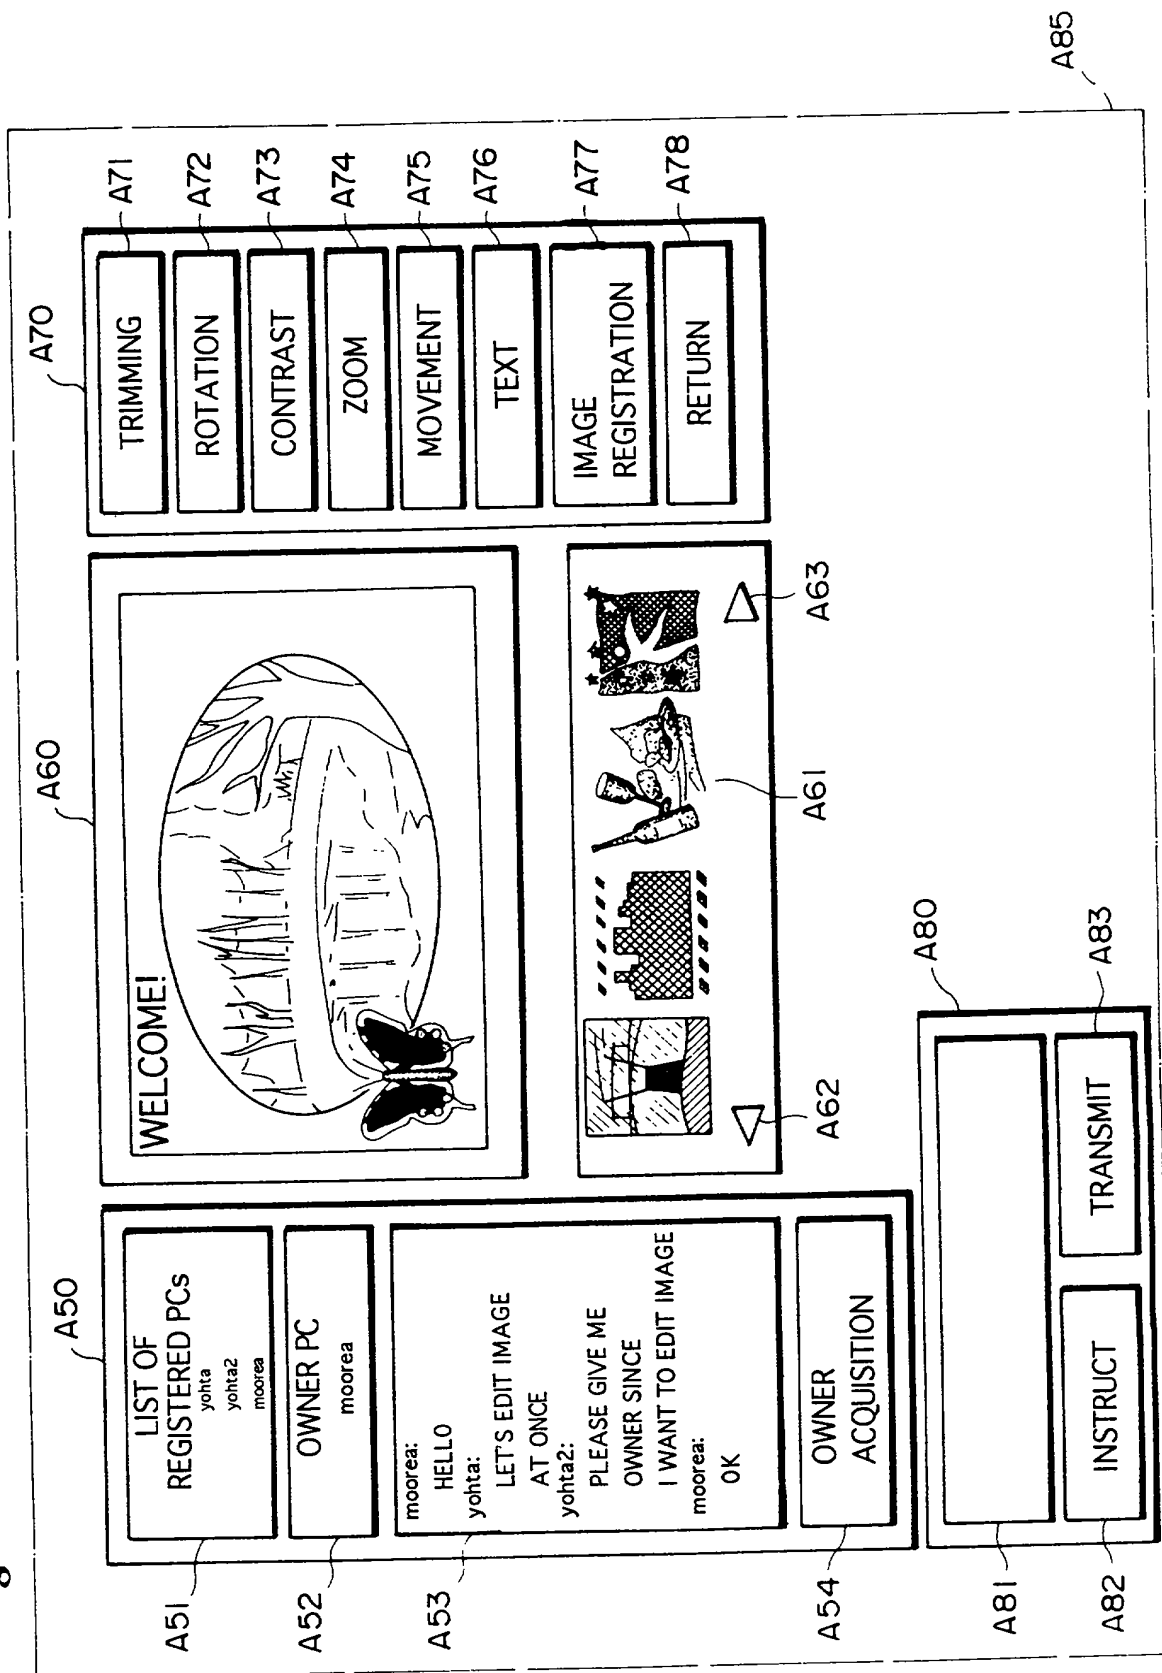 A85
A50
LIST OF
REGISTERED PCs
yohta
yohta2
moorea
A51
OWNER PC
moorea
A52
moorea:
HELLO
yohta:
LET'S EDIT IMAGE
AT ONCE
yohta2:
PLEASE GIVE ME
OWNER SINCE
I WANT TO EDIT IMAGE
moorea:
OK
A53
OWNER
ACQUISITION
A54
A60
WELCOME!
A61
A62
A63
A70
TRIMMING
A71
ROTATION
A72
CONTRAST
A73
ZOOM
A74
MOVEMENT
A75
TEXT
A76
IMAGE
REGISTRATION
A77
RETURN
A78
A80
A81
INSTRUCT
A82
TRANSMIT
A83